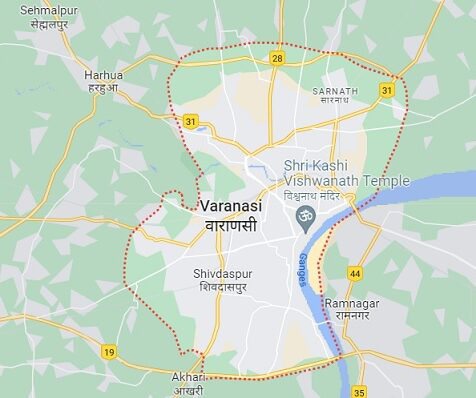 Sehmalpur
सेह्मलपुर
28
Harhua
हरहुआ
SARNATH
सारनाथ
31
31
Shri Kashi
Vishwanath Temple
विश्वनाथ मंदिर
Varanasi
वाराणसी
ॐ
Ganges
Shivdaspur
शिवदासपुर
44
Ramnagar
रामनगर
19
Akhari
आखरी
35